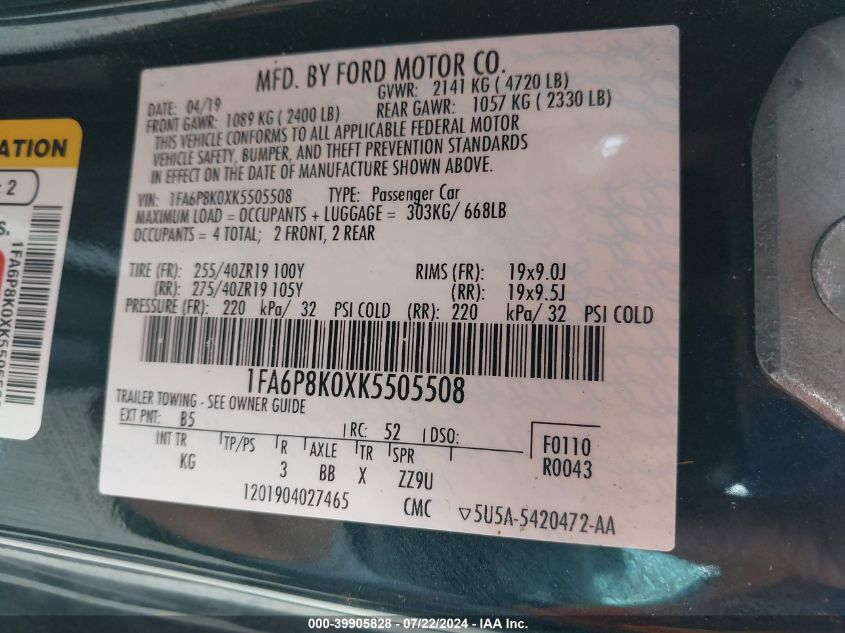 MFD. BY FORD MOTOR CO.
DATE: 04/19 GVWR: 2141 KG ( 4720 LB)
FRONT GAWR: 1089 KG ( 2400 LB) REAR GAWR: 1057 KG ( 2330 LB)
THIS VEHICLE CONFORMS TO ALL APPLICABLE FEDERAL MOTOR
VEHICLE SAFETY, BUMPER, AND THEFT PREVENTION STANDARDS
IN EFFECT ON THE DATE OF MANUFACTURE SHOWN ABOVE.
VIN: 1FA6P8K0XK5505508 TYPE: Passenger Car
MAXIMUM LOAD = OCCUPANTS + LUGGAGE = 303KG/ 668LB
OCCUPANTS = 4 TOTAL; 2 FRONT, 2 REAR
TIRE (FR): 255/40ZR19 100Y RIMS (FR): 19x9.0J
(RR): 275/40ZR19 105Y (RR): 19x9.5J
PRESSURE (FR): 220 kPa/ 32 PSI COLD (RR): 220 kPa/ 32 PSI COLD
1FA6P8K0XK5505508
TRAILER TOWING - SEE OWNER GUIDE
EXT PNT: B5 RC: 52 DSO:
INT TR TP/PS R AXLE TR SPR F0110
KG 3 BB X ZZ9U R0043
1201904027465 CMC ▽5U5A-5420472-AA
ATION
: 2
s.
1FA6P8K0XK55055
000-39905828 - 07/22/2024 - IAA Inc.